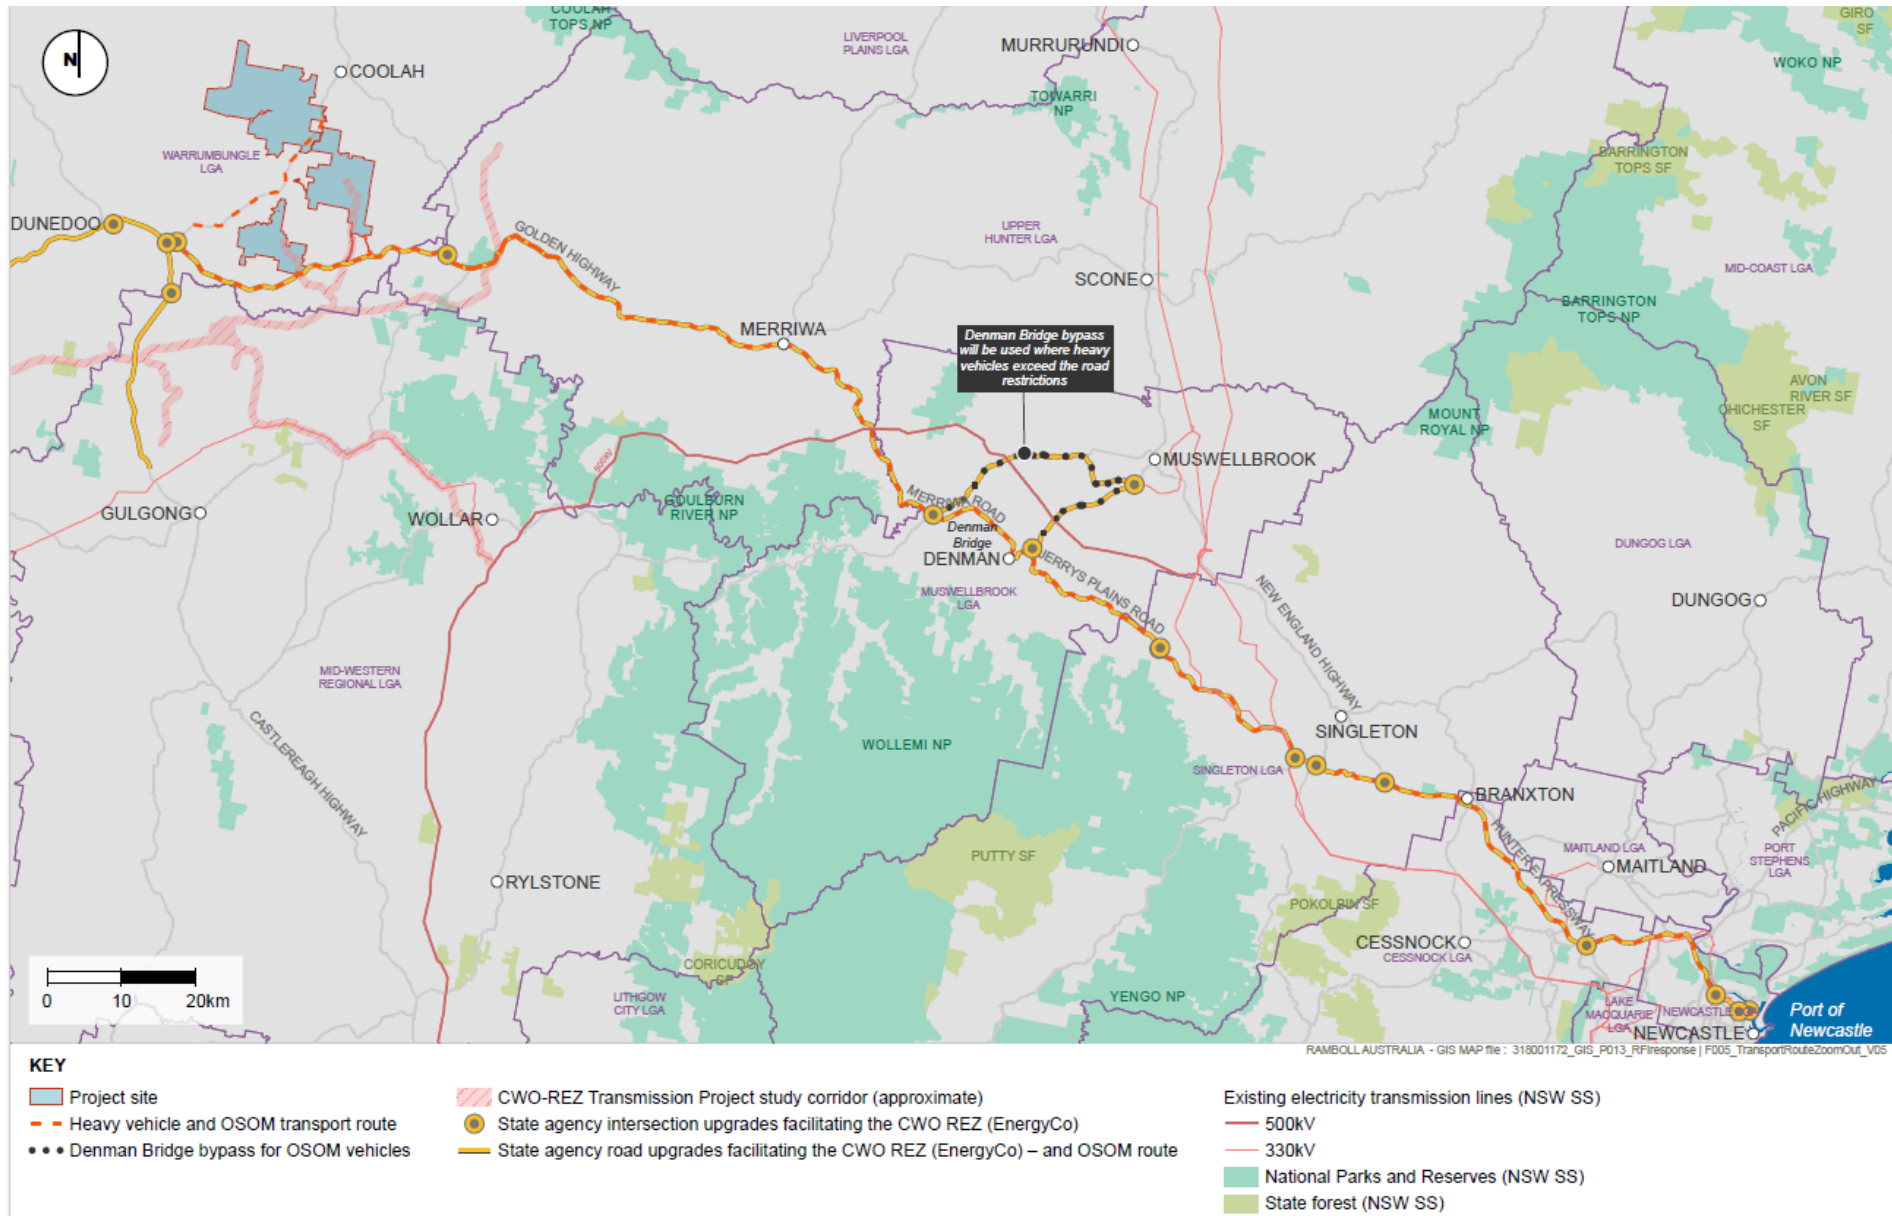 COOLAH
TOPS NP
LIVERPOOL
PLAINS LGA
MURRURUNDI
GIRO
SF
N
COOLAH
WOKO NP
TOWARRI
NP
WARRUMBUNGLE
LGA
BARRINGTON
TOPS SF
DUNEDOO
GOLDEN HIGHWAY
UPPER
HUNTER LGA
SCONE
MID-COAST LGA
BARRINGTON
TOPS NP
MERRIWA
Denman Bridge bypass
will be used where heavy
vehicles exceed the road
restrictions
AVON
RIVER SF
CHICHESTER
SF
MOUNT
ROYAL NP
500kV
MUSWELLBROOK
GULGONG
WOLLAR
GOULBURN
RIVER NP
MERRIWA ROAD
Denman
Bridge
DENMAN
JERRYS PLAINS ROAD
DUNGOG LGA
MUSWELLBROOK
LGA
NEW ENGLAND HIGHWAY
DUNGOG
MID-WESTERN
REGIONAL LGA
CASTLEREAGH HIGHWAY
WOLLEMI NP
SINGLETON
SINGLETON LGA
BRANXTON
PACIFIC HIGHWAY
HUNTER EXPRESSWAY
MAITLAND LGA
PORT
STEPHENS
LGA
PUTTY SF
MAITLAND
RYLSTONE
POKOLBIN SF
CESSNOCK
CESSNOCK LGA
CORICUDGY
SF
LITHGOW
CITY LGA
YENGO NP
LAKE
MACQUARIE
LGA
NEWCASTLE
NEWCASTLE
Port of
Newcastle
0 10 20km
RAMBOLL AUSTRALIA - GIS MAP file : 318001172_GIS_P013_RFIresponse | F005_TransportRouteZoomOut_V05
KEY
Project site
Heavy vehicle and OSOM transport route
Denman Bridge bypass for OSOM vehicles
CWO-REZ Transmission Project study corridor (approximate)
State agency intersection upgrades facilitating the CWO REZ (EnergyCo)
State agency road upgrades facilitating the CWO REZ (EnergyCo) – and OSOM route
Existing electricity transmission lines (NSW SS)
500kV
330kV
National Parks and Reserves (NSW SS)
State forest (NSW SS)